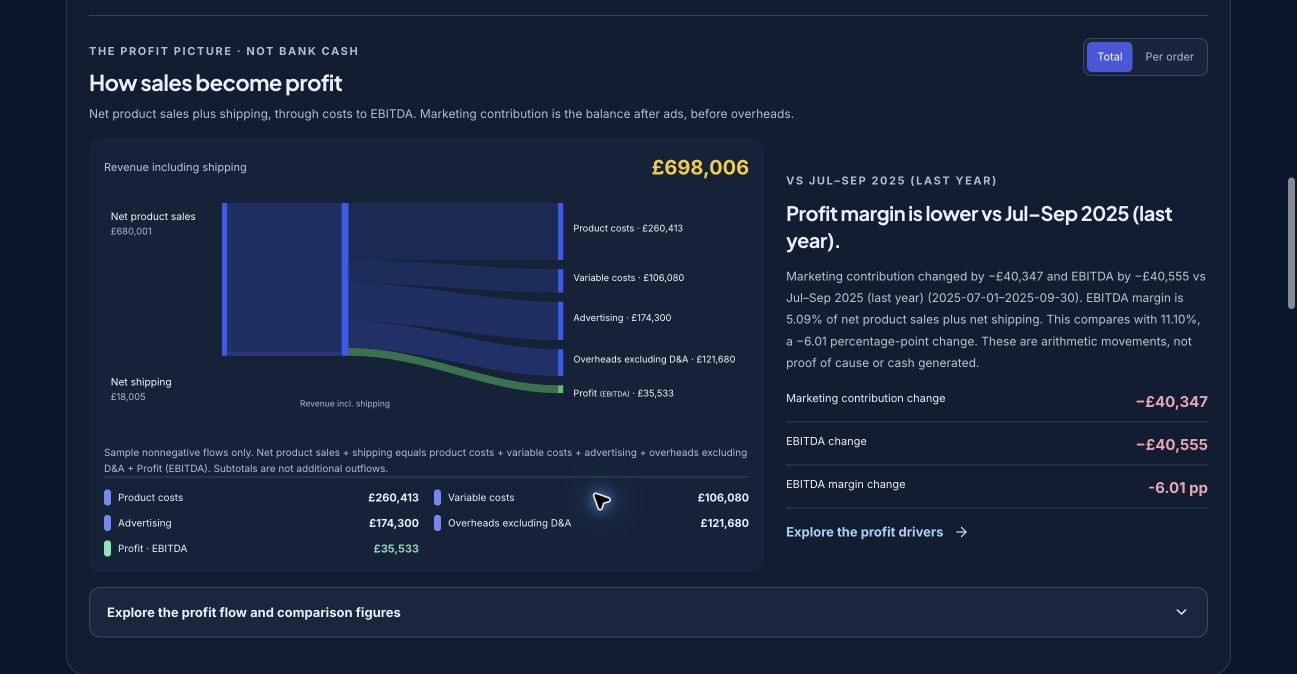 THE PROFIT PICTURE · NOT BANK CASH
How sales become profit
Net product sales plus shipping, through costs to EBITDA. Marketing contribution is the balance after ads, before overheads.
Total
Per order
Revenue including shipping
£698,006
Net product sales
£680,001
Net shipping
£18,005
Revenue incl. shipping
Product costs · £260,413
Variable costs · £106,080
Advertising · £174,300
Overheads excluding D&A · £121,680
Profit (EBITDA) · £35,533
Sample nonnegative flows only. Net product sales + shipping equals product costs + variable costs + advertising + overheads excluding
D&A + Profit (EBITDA). Subtotals are not additional outflows.
Product costs £260,413
Variable costs £106,080
Advertising £174,300
Overheads excluding D&A £121,680
Profit · EBITDA £35,533
VS JUL–SEP 2025 (LAST YEAR)
Profit margin is lower vs Jul–Sep 2025 (last
year).
Marketing contribution changed by −£40,347 and EBITDA by −£40,555 vs
Jul–Sep 2025 (last year) (2025-07-01–2025-09-30). EBITDA margin is
5.09% of net product sales plus net shipping. This compares with 11.10%,
a −6.01 percentage-point change. These are arithmetic movements, not
proof of cause or cash generated.
Marketing contribution change −£40,347
EBITDA change −£40,555
EBITDA margin change -6.01 pp
Explore the profit drivers →
Explore the profit flow and comparison figures